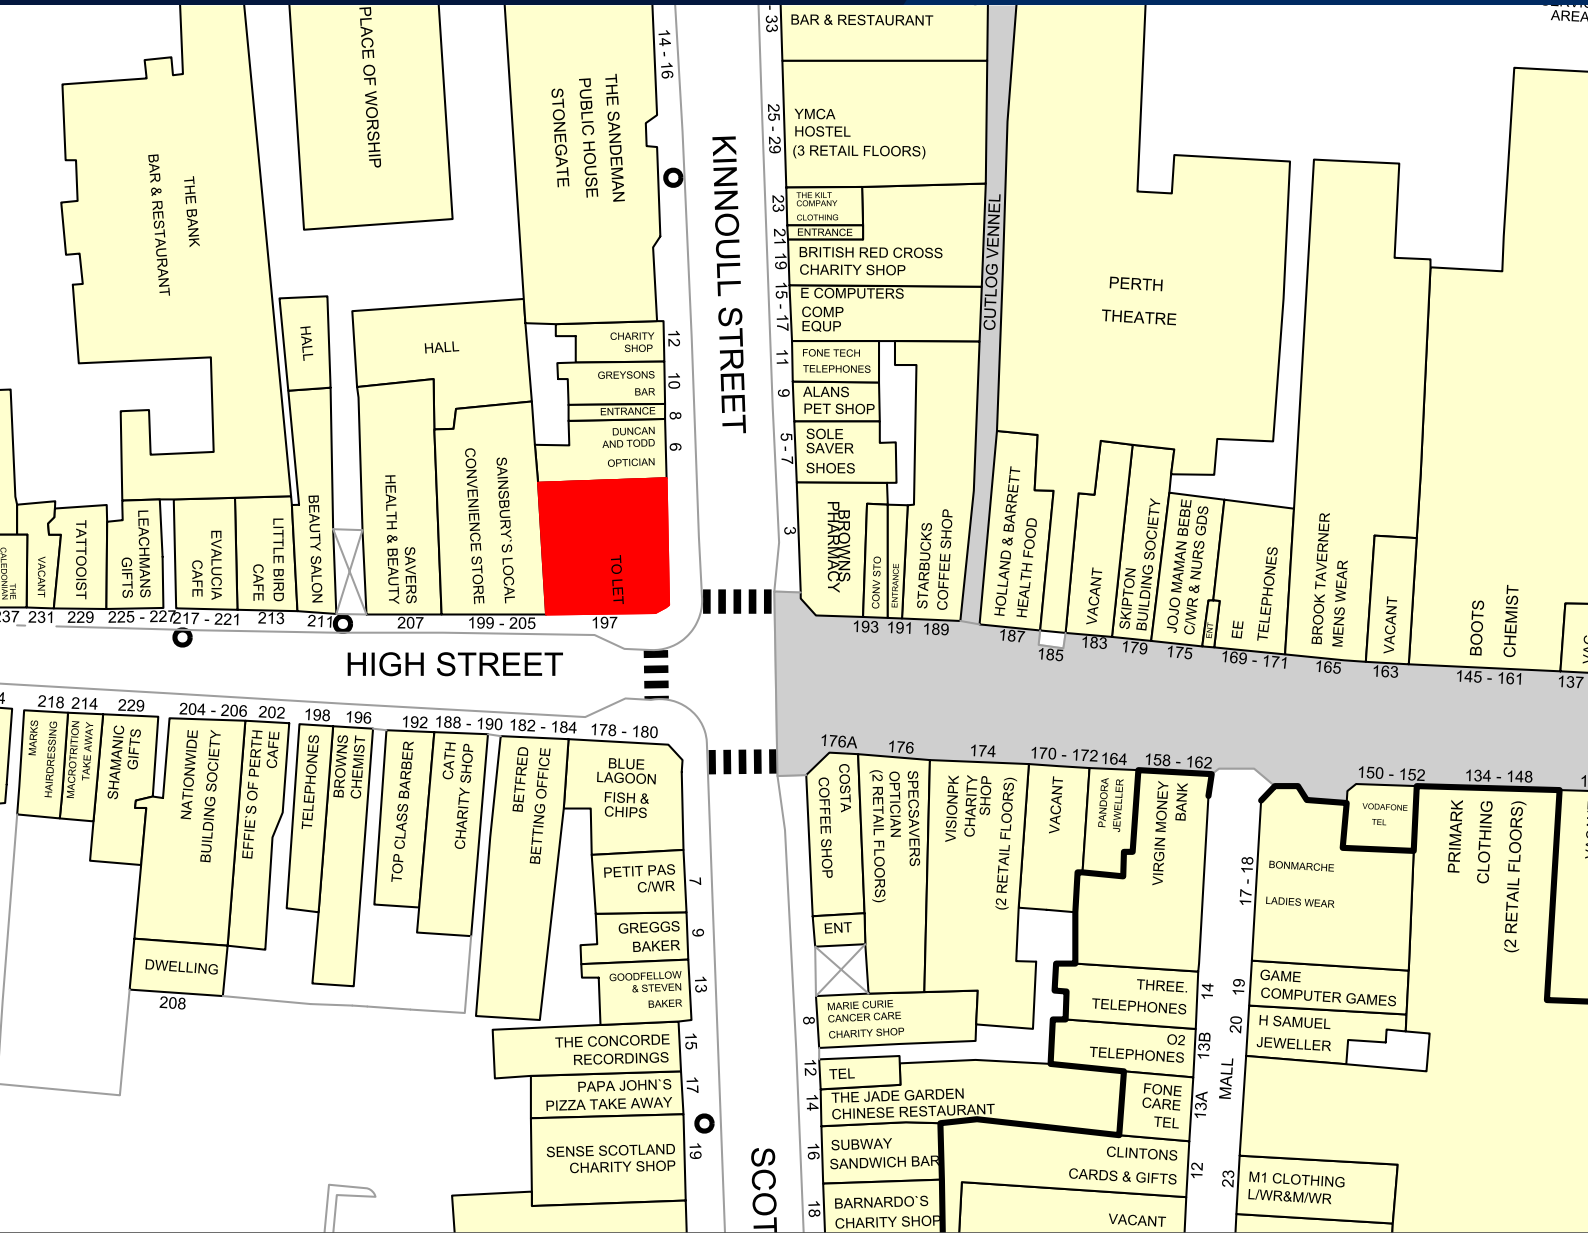 AREA
PLACE OF WORSHIP
14 - 16
THE SANDEMAN
PUBLIC HOUSE
STONEGATE
- 33
BAR & RESTAURANT
25 - 29
YMCA
HOSTEL
(3 RETAIL FLOORS)
THE BANK
BAR & RESTAURANT
KINNOULL STREET
23
THE KILT
COMPANY
CLOTHING
21
ENTRANCE
19
BRITISH RED CROSS
CHARITY SHOP
15 - 17
E COMPUTERS
COMP
EQUP
CUTLOG VENNEL
PERTH
THEATRE
HALL
HALL
CHARITY
SHOP
12
GREYSONS
BAR
10
ENTRANCE
8
DUNCAN
AND TODD
OPTICIAN
6
11
FONE TECH
TELEPHONES
9
ALANS
PET SHOP
5 - 7
SOLE
SAVER
SHOES
3
BROWNS
PHARMACY
CONV STO
ENTRANCE
STARBUCKS
COFFEE SHOP
HOLLAND & BARRETT
HEALTH FOOD
VACANT
SKIPTON
BUILDING SOCIETY
JOJO MAMAN BEBE
C/WR & NURS GDS
ENT
EE
TELEPHONES
BROOK TAVERNER
MENS WEAR
VACANT
BOOTS
CHEMIST
THE
CALEDONIAN
VACANT
TATTOOIST
LEACHMANS
GIFTS
EVALUCIA
CAFE
LITTLE BIRD
CAFE
BEAUTY SALON
SAVERS
HEALTH & BEAUTY
SAINSBURY'S LOCAL
CONVENIENCE STORE
TO LET
237
231
229
225 - 227
217 - 221
213
211
207
199 - 205
197
193
191
189
187
185
183
179
175
169 - 171
165
163
145 - 161
137
HIGH STREET
4
218
214
229
204 - 206
202
198
196
192
188 - 190
182 - 184
178 - 180
176A
176
174
170 - 172
164
158 - 162
150 - 152
134 - 148
MARKS
HAIRDRESSING
MACROTRITION
TAKE AWAY
SHAMANIC
GIFTS
NATIONWIDE
BUILDING SOCIETY
EFFIE`S OF PERTH
CAFE
TELEPHONES
BROWNS
CHEMIST
TOP CLASS BARBER
CATH
CHARITY SHOP
BETFRED
BETTING OFFICE
BLUE
LAGOON
FISH &
CHIPS
COSTA
COFFEE SHOP
SPECSAVERS
OPTICIAN
(2 RETAIL FLOORS)
VISIONPK
CHARITY
SHOP
(2 RETAIL FLOORS)
VACANT
PANDORA
JEWELLER
VIRGIN MONEY
BANK
VODAFONE
TEL
PRIMARK
CLOTHING
(2 RETAIL FLOORS)
17 - 18
BONMARCHE
LADIES WEAR
PETIT PAS
C/WR
7
GREGGS
BAKER
9
ENT
GOODFELLOW
& STEVEN
BAKER
13
DWELLING
208
MARIE CURIE
CANCER CARE
CHARITY SHOP
8
THREE.
TELEPHONES
14
19
GAME
COMPUTER GAMES
O2
TELEPHONES
13B
20
H SAMUEL
JEWELLER
THE CONCORDE
RECORDINGS
15
12
TEL
PAPA JOHN`S
PIZZA TAKE AWAY
17
14
THE JADE GARDEN
CHINESE RESTAURANT
FONE
CARE
TEL
13A
MALL
SENSE SCOTLAND
CHARITY SHOP
19
16
SUBWAY
SANDWICH BAR
CLINTONS
CARDS & GIFTS
12
23
M1 CLOTHING
L/WR&M/WR
18
BARNARDO`S
CHARITY SHOP
VACANT
SCOT